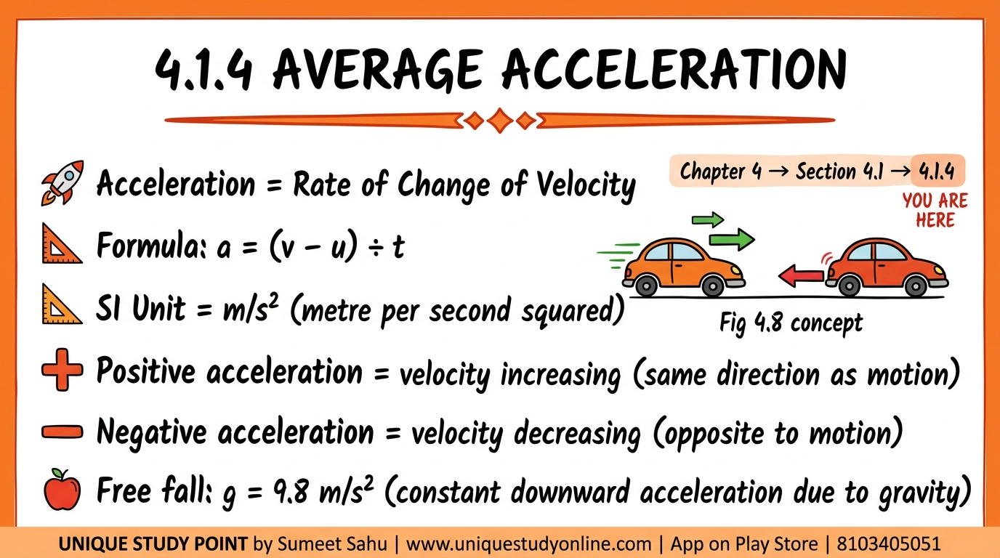 4.1.4 AVERAGE ACCELERATION
Chapter 4 → Section 4.1 → 4.1.4
YOU ARE
HERE
Acceleration = Rate of Change of Velocity
Formula: a = (v – u) ÷ t
SI Unit = m/s² (metre per second squared)
Fig 4.8 concept
Positive acceleration = velocity increasing (same direction as motion)
Negative acceleration = velocity decreasing (opposite to motion)
Free fall: g = 9.8 m/s² (constant downward acceleration due to gravity)
UNIQUE STUDY POINT by Sumeet Sahu | www.uniquestudyonline.com | App on Play Store | 8103405051